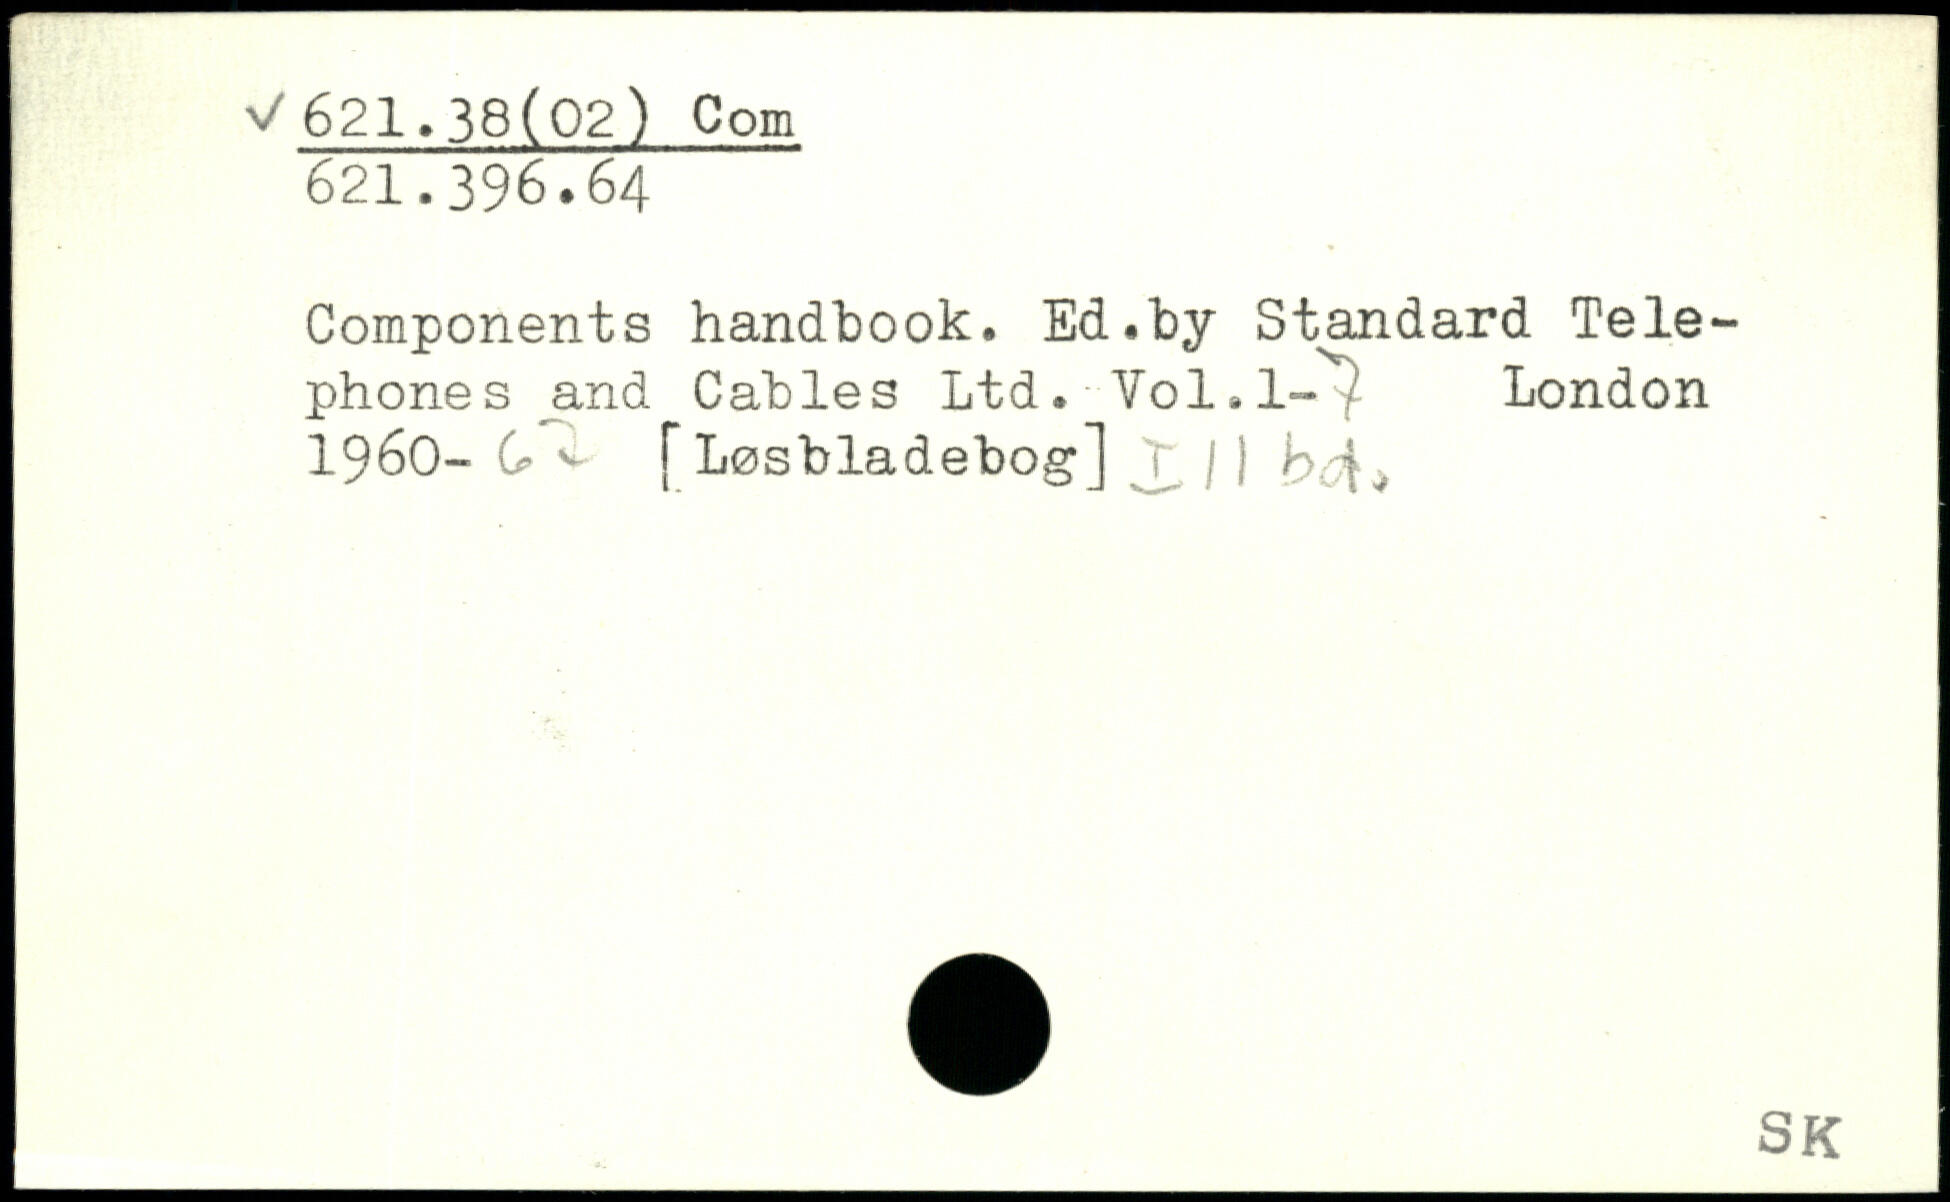 ✓ 621.38(02) Com
621.396.64
Components handbook. Ed.by Standard Tele-
phones and Cables Ltd. Vol.1-7 London
1960-62 [Løsbladebog] I II bd.
SK